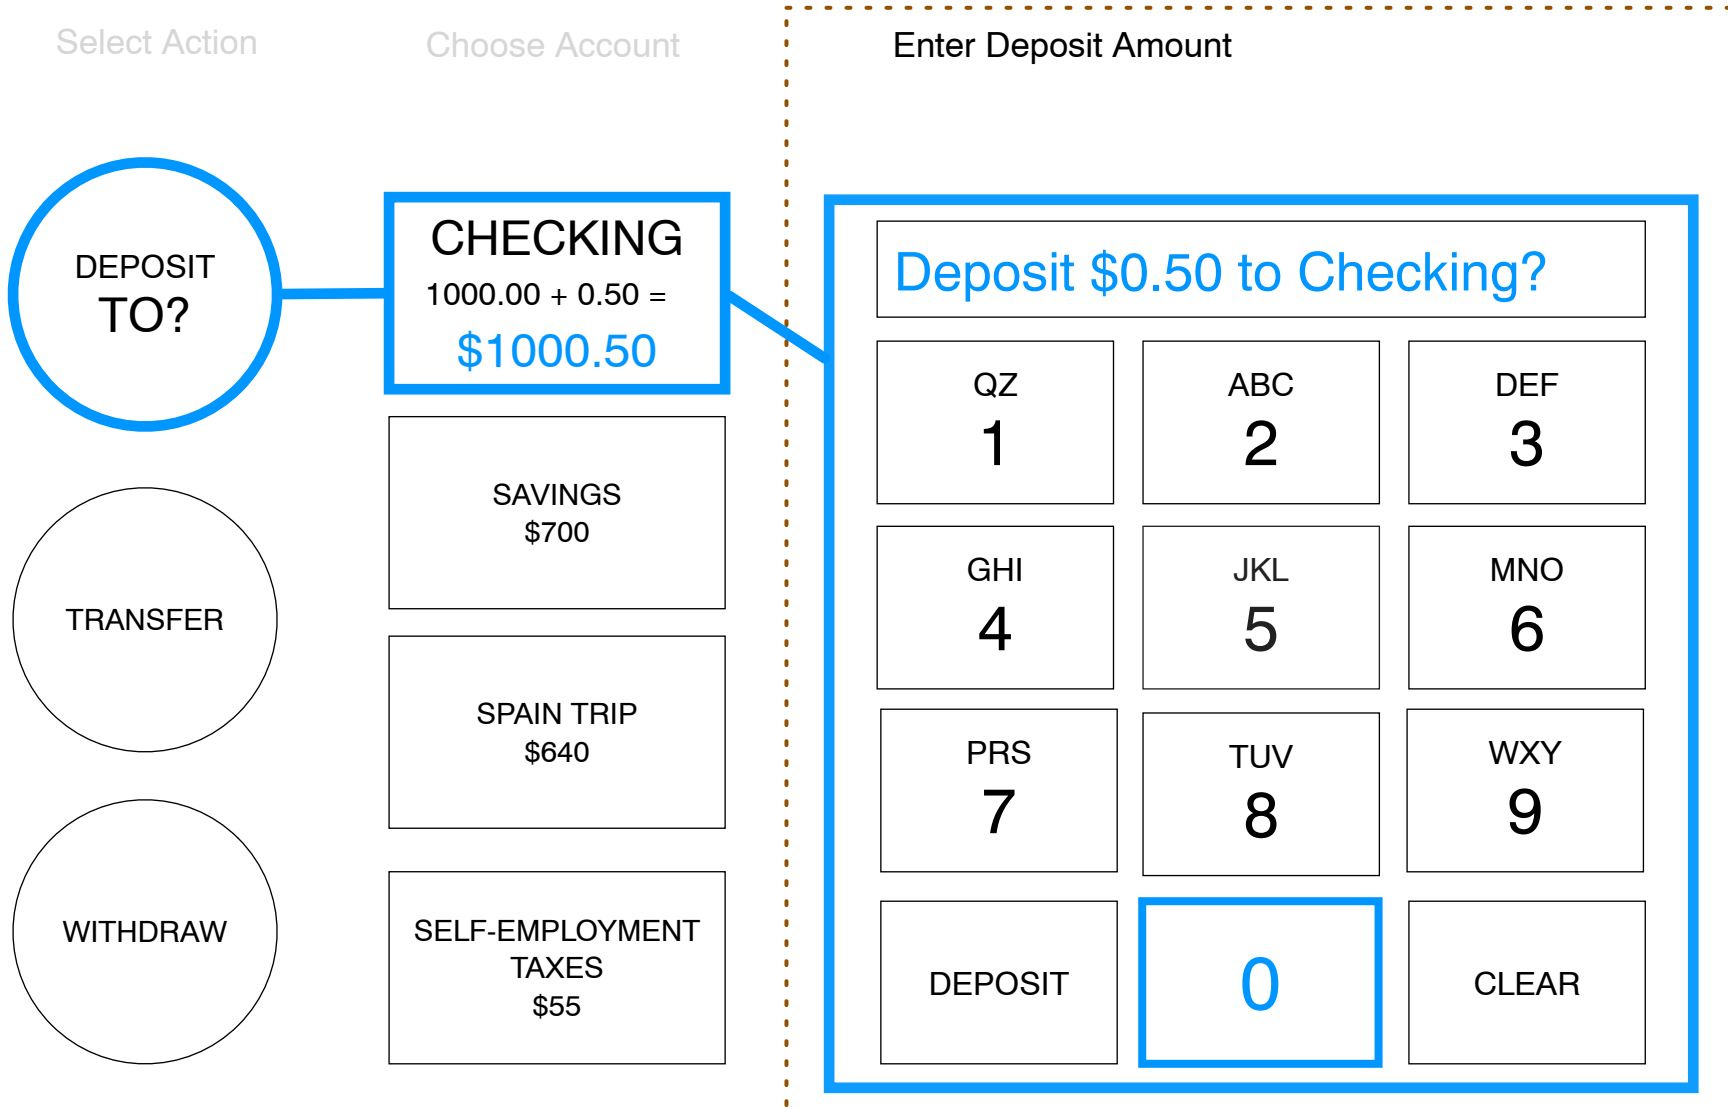 Select Action
Choose Account
Enter Deposit Amount
DEPOSIT
TO?
TRANSFER
WITHDRAW
CHECKING
1000.00 + 0.50 =
$1000.50
SAVINGS
$700
SPAIN TRIP
$640
SELF-EMPLOYMENT
TAXES
$55
Deposit $0.50 to Checking?
QZ
1
ABC
2
DEF
3
GHI
4
JKL
5
MNO
6
PRS
7
TUV
8
WXY
9
DEPOSIT
0
CLEAR